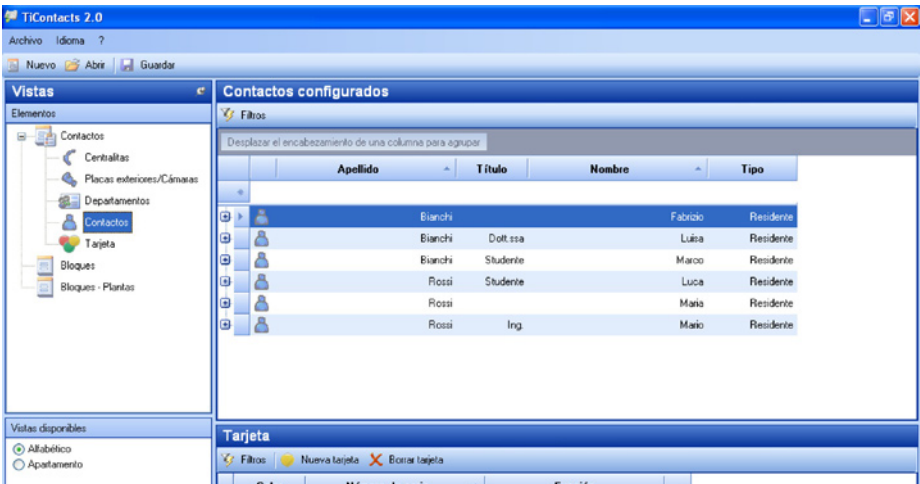 TiContacts 2.0
Archivo Idioma ?
Nuevo Abrir Guardar
Vistas
Elementos
Contactos
Centralitas
Placas exteriores/Cámaras
Departamentos
Contactos
Tarjeta
Bloques
Bloques - Plantas
Vistas disponibles
Alfabético
Apartamento
Contactos configurados
Filtros
Desplazar el encabezamiento de una columna para agrupar
Apellido Título Nombre Tipo
Bianchi Fabrizio Residente
Bianchi Dott.ssa Luisa Residente
Bianchi Studente Marco Residente
Rossi Studente Luca Residente
Rossi Maria Residente
Rossi Ing. Mario Residente
Tarjeta
Filtros Nueva tarjeta Borrar tarjeta